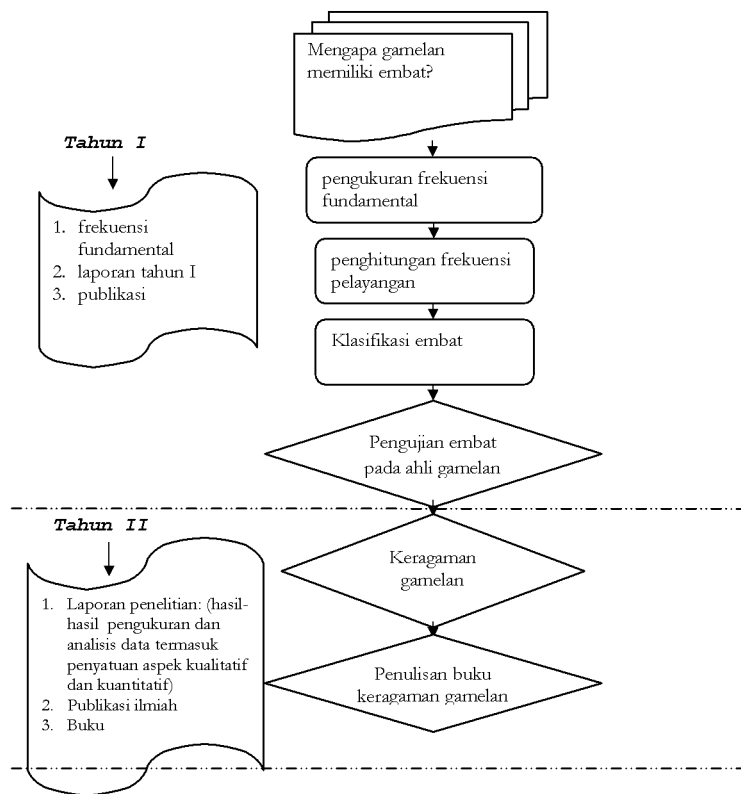 Mengapa gamelan
memiliki embat?
Tahun I
1. frekuensi
fundamental
2. laporan tahun I
3. publikasi
pengukuran frekuensi
fundamental
penghitungan frekuensi
pelayangan
Klasifikasi embat
Pengujian embat
pada ahli gamelan
Tahun II
1. Laporan penelitian: (hasil-
hasil pengukuran dan
analisis data termasuk
penyatuan aspek kualitatif
dan kuantitatif)
2. Publikasi ilmiah
3. Buku
Keragaman
gamelan
Penulisan buku
keragaman gamelan